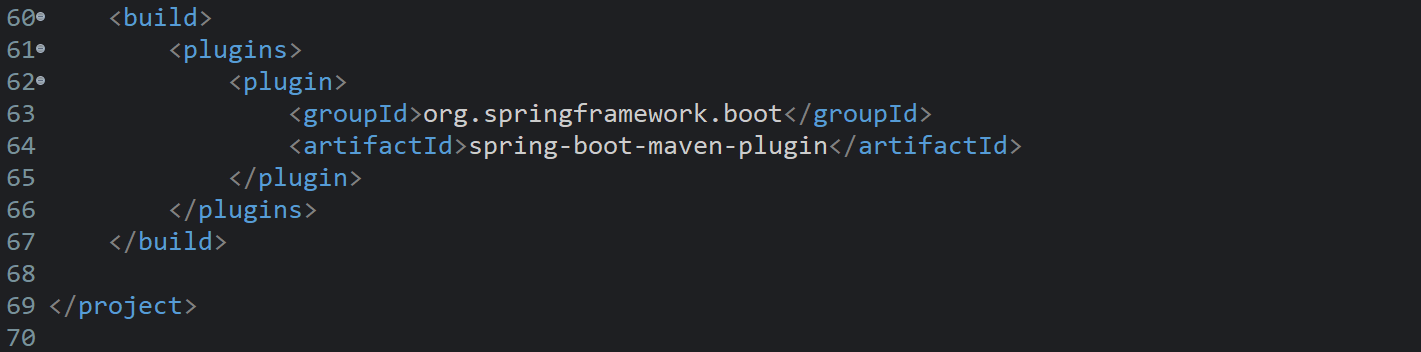 60 <build>
61 <plugins>
62 <plugin>
63 <groupId>org.springframework.boot</groupId>
64 <artifactId>spring-boot-maven-plugin</artifactId>
65 </plugin>
66 </plugins>
67 </build>
68
69 </project>
70